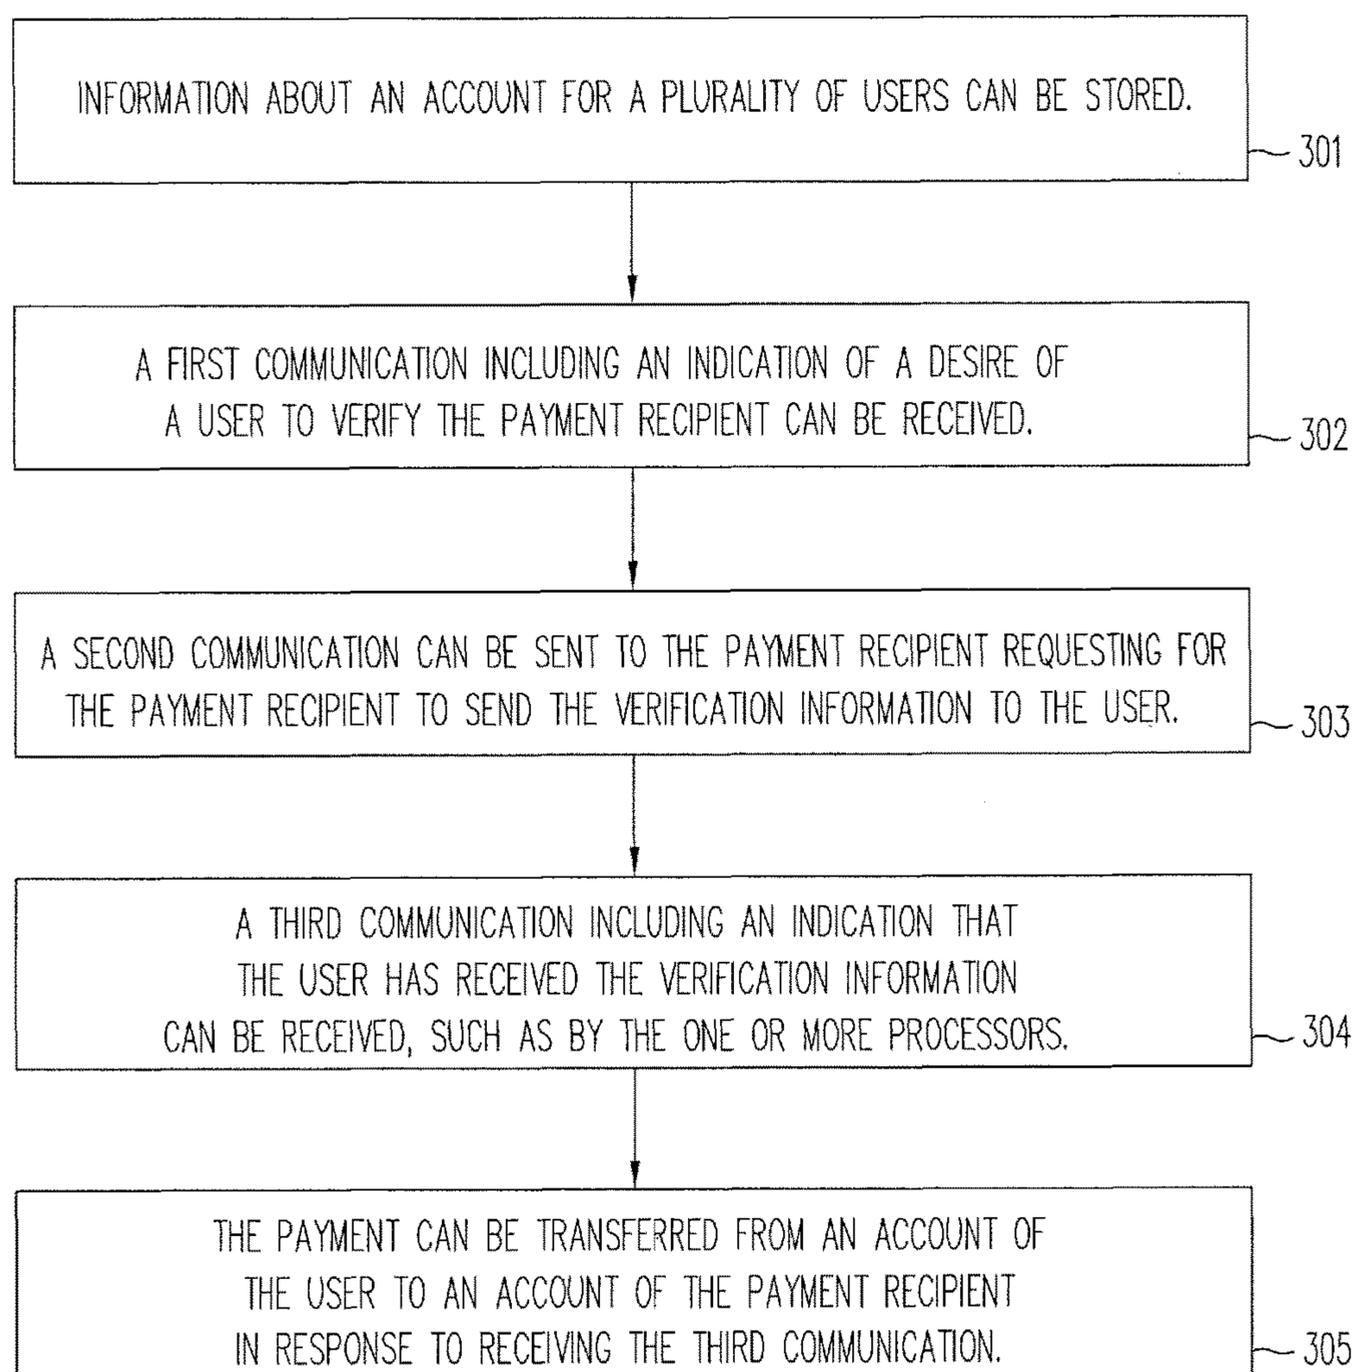 INFORMATION ABOUT AN ACCOUNT FOR A PLURALITY OF USERS CAN BE STORED.
301
A FIRST COMMUNICATION INCLUDING AN INDICATION OF A DESIRE OF
A USER TO VERIFY THE PAYMENT RECIPIENT CAN BE RECEIVED.
302
A SECOND COMMUNICATION CAN BE SENT TO THE PAYMENT RECIPIENT REQUESTING FOR
THE PAYMENT RECIPIENT TO SEND THE VERIFICATION INFORMATION TO THE USER.
303
A THIRD COMMUNICATION INCLUDING AN INDICATION THAT
THE USER HAS RECEIVED THE VERIFICATION INFORMATION
CAN BE RECEIVED, SUCH AS BY THE ONE OR MORE PROCESSORS.
304
THE PAYMENT CAN BE TRANSFERRED FROM AN ACCOUNT OF
THE USER TO AN ACCOUNT OF THE PAYMENT RECIPIENT
IN RESPONSE TO RECEIVING THE THIRD COMMUNICATION.
305